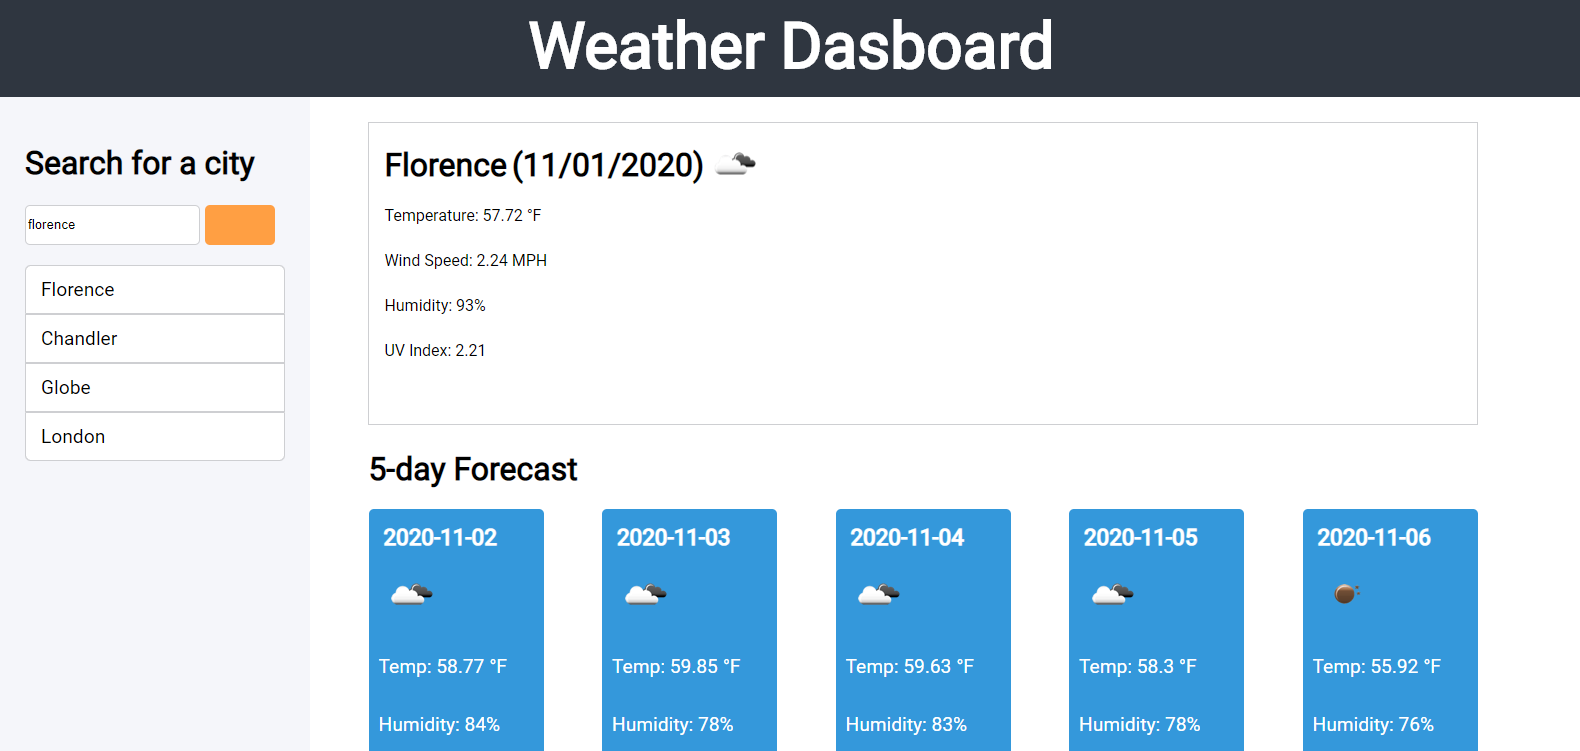 Weather Dasboard
Search for a city
florence
Florence
Chandler
Globe
London
Florence (11/01/2020)
Temperature: 57.72 °F
Wind Speed: 2.24 MPH
Humidity: 93%
UV Index: 2.21
5-day Forecast
2020-11-02
Temp: 58.77 °F
Humidity: 84%
2020-11-03
Temp: 59.85 °F
Humidity: 78%
2020-11-04
Temp: 59.63 °F
Humidity: 83%
2020-11-05
Temp: 58.3 °F
Humidity: 78%
2020-11-06
Temp: 55.92 °F
Humidity: 76%